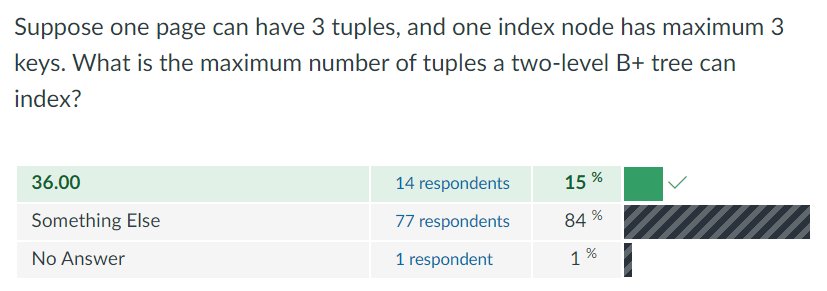 Suppose one page can have 3 tuples, and one index node has maximum 3
keys. What is the maximum number of tuples a two-level B+ tree can
index?
36.00 14 respondents 15 %
Something Else 77 respondents 84 %
No Answer 1 respondent 1 %